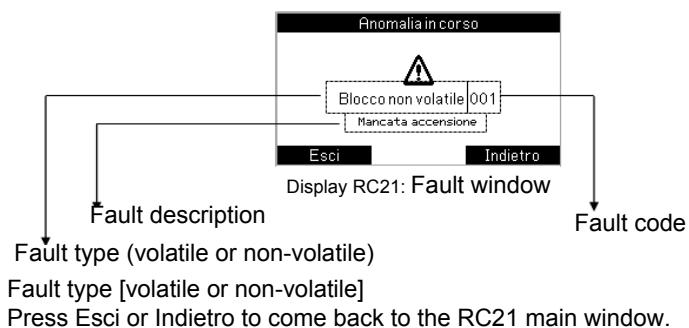 Anomalia in corso
Blocco non volatile 001
Mancata accensione
Esci Indietro
Display RC21: Fault window
Fault description
Fault code
Fault type (volatile or non-volatile)
Fault type [volatile or non-volatile]
Press Esci or Indietro to come back to the RC21 main window.